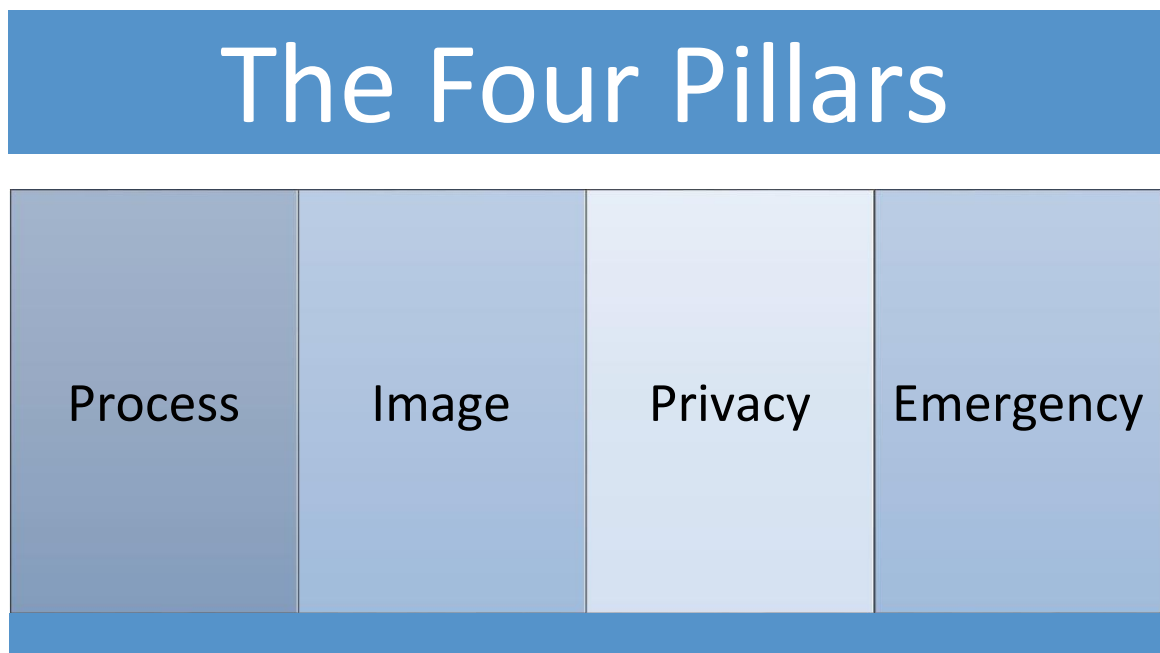 The Four Pillars
Process
Image
Privacy
Emergency